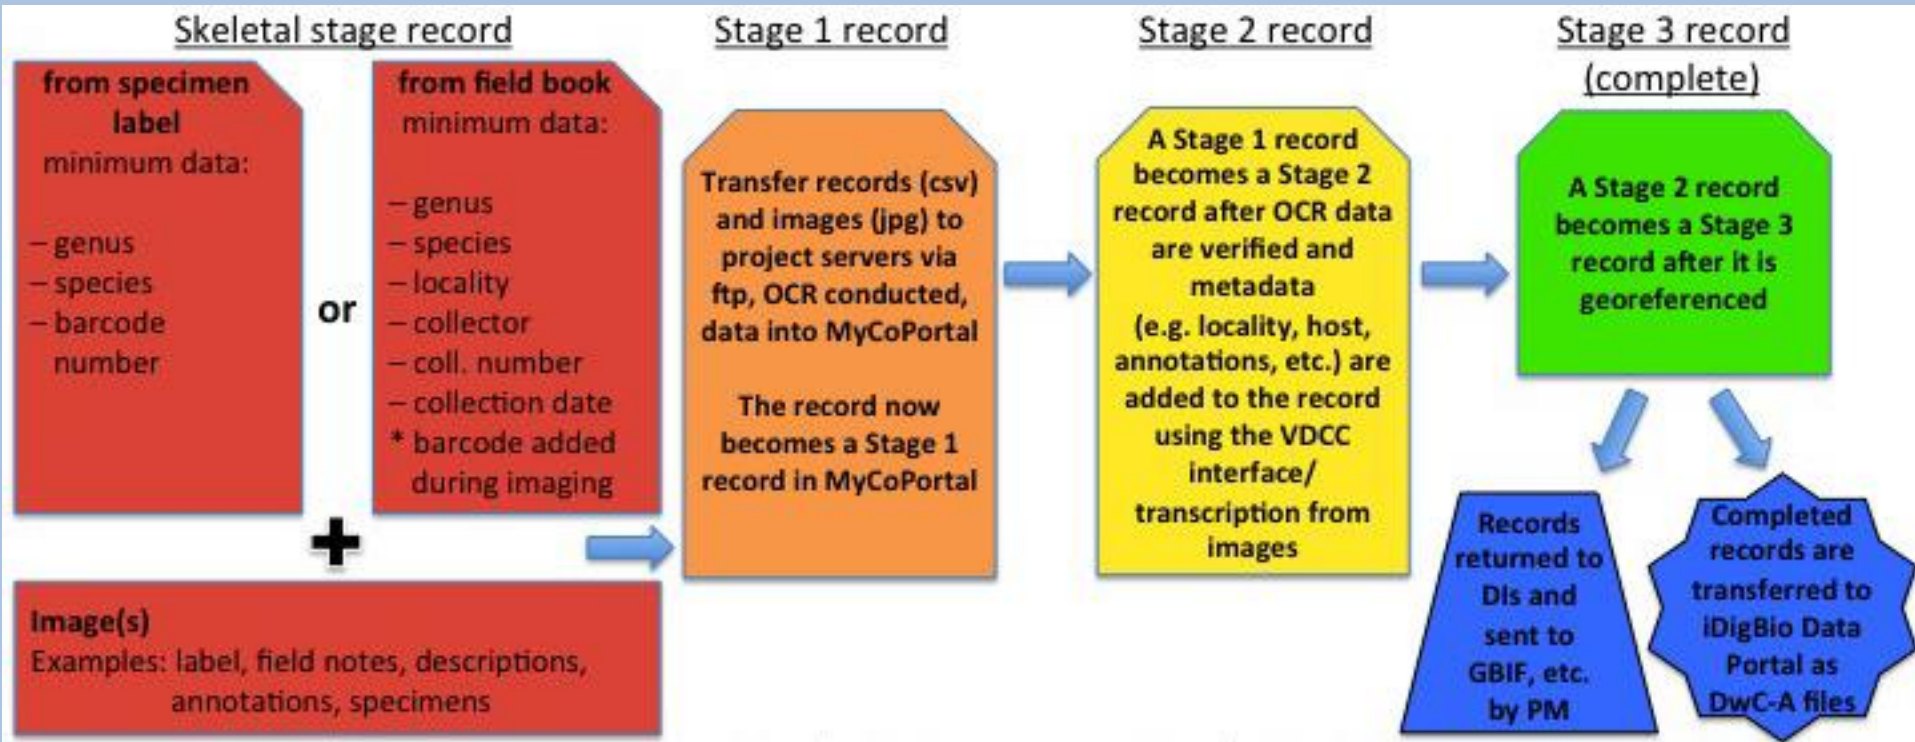 Skeletal stage record
from specimen
label
minimum data:
– genus
– species
– barcode
number
or
from field book
minimum data:
– genus
– species
– locality
– collector
– coll. number
– collection date
* barcode added
during imaging
+
Image(s)
Examples: label, field notes, descriptions,
annotations, specimens
Stage 1 record
Transfer records (csv)
and images (jpg) to
project servers via
ftp, OCR conducted,
data into MyCoPortal
The record now
becomes a Stage 1
record in MyCoPortal
Stage 2 record
A Stage 1 record
becomes a Stage 2
record after OCR data
are verified and
metadata
(e.g. locality, host,
annotations, etc.) are
added to the record
using the VDCC
interface/
transcription from
images
Stage 3 record
(complete)
A Stage 2 record
becomes a Stage 3
record after it is
georeferenced
Records
returned to
DIs and
sent to
GBIF, etc.
by PM
Completed
records are
transferred to
iDigBio Data
Portal as
DwC-A files